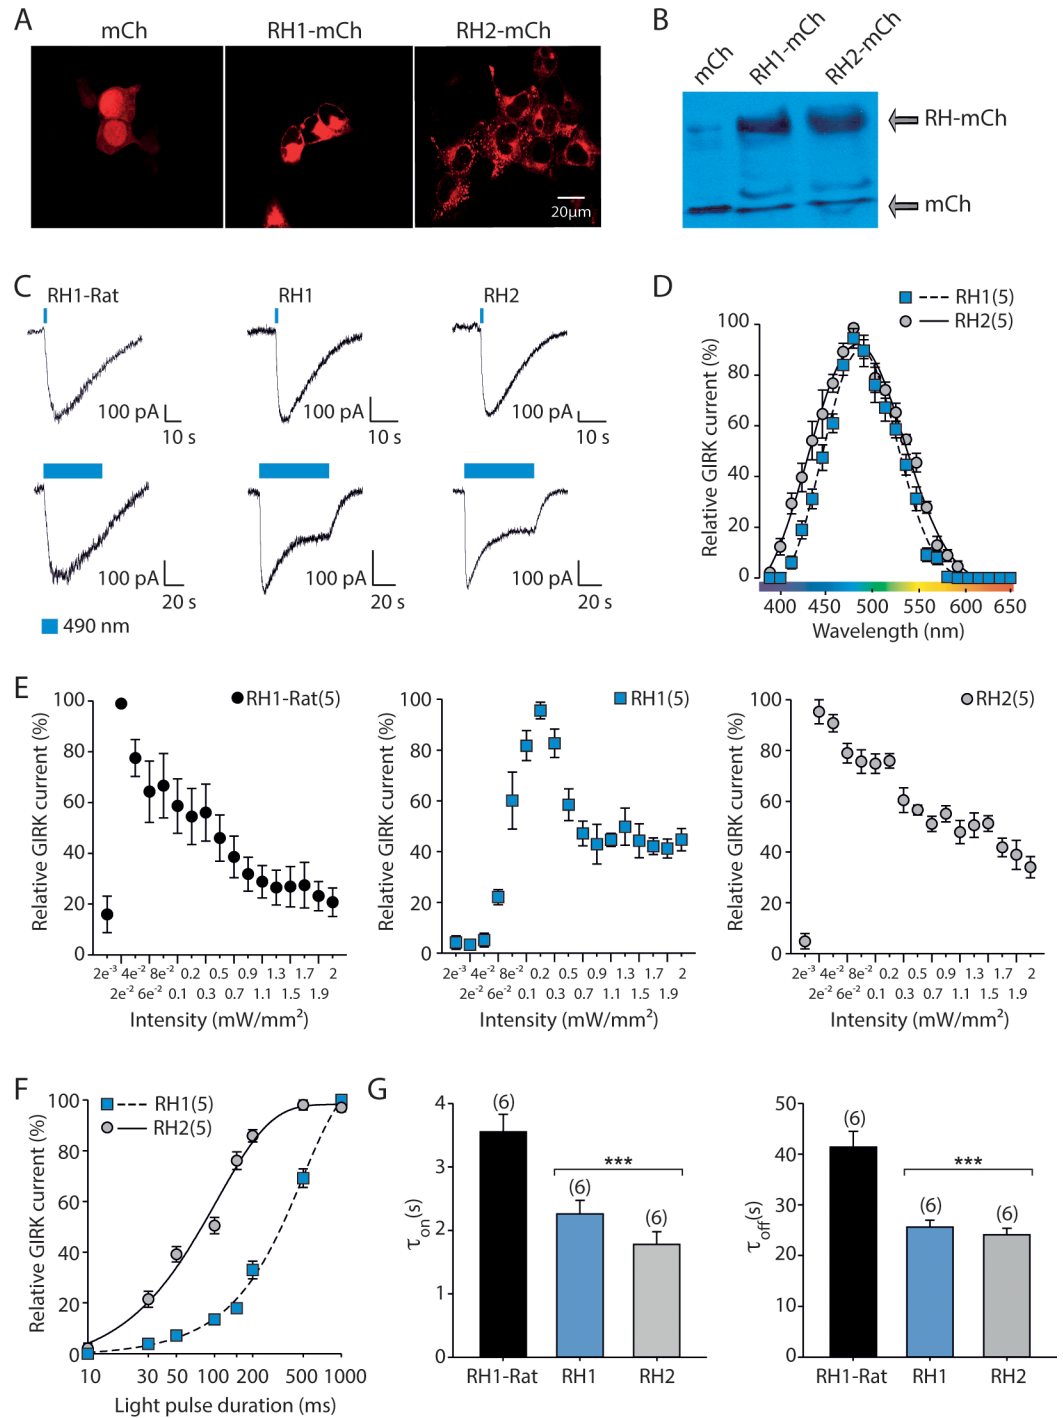 A
mCh
RH1-mCh
RH2-mCh
20µm
B
mCh
RH1-mCh
RH2-mCh
RH-mCh
mCh
C
RH1-Rat
RH1
RH2
100 pA
10 s
100 pA
10 s
100 pA
10 s
100 pA
20 s
100 pA
20 s
100 pA
20 s
490 nm
D
RH1(5)
RH2(5)
Relative GIRK current (%)
100
80
60
40
20
0
400 450 500 550 600 650
Wavelength (nm)
E
RH1-Rat(5)
Relative GIRK current (%)
100
80
60
40
20
0
2e⁻³ 4e⁻² 8e⁻² 0.2 0.5 0.9 1.3 1.7 2
2e⁻² 6e⁻² 0.1 0.3 0.7 1.1 1.5 1.9
Intensity (mW/mm²)
RH1(5)
Relative GIRK current (%)
100
80
60
40
20
0
2e⁻³ 4e⁻² 8e⁻² 0.2 0.5 0.9 1.3 1.7 2
2e⁻² 6e⁻² 0.1 0.3 0.7 1.1 1.5 1.9
Intensity (mW/mm²)
RH2(5)
Relative GIRK current (%)
100
80
60
40
20
0
2e⁻³ 4e⁻² 8e⁻² 0.2 0.5 0.9 1.3 1.7 2
2e⁻² 6e⁻² 0.1 0.3 0.7 1.1 1.5 1.9
Intensity (mW/mm²)
F
RH1(5)
RH2(5)
Relative GIRK current (%)
100
80
60
40
20
0
10 30 50 100 200 500 1000
Light pulse duration (ms)
G
τon(s)
4
2
0
(6)
(6)
(6)
***
RH1-Rat RH1 RH2
τoff(s)
50
40
30
20
10
0
(6)
(6)
(6)
***
RH1-Rat RH1 RH2